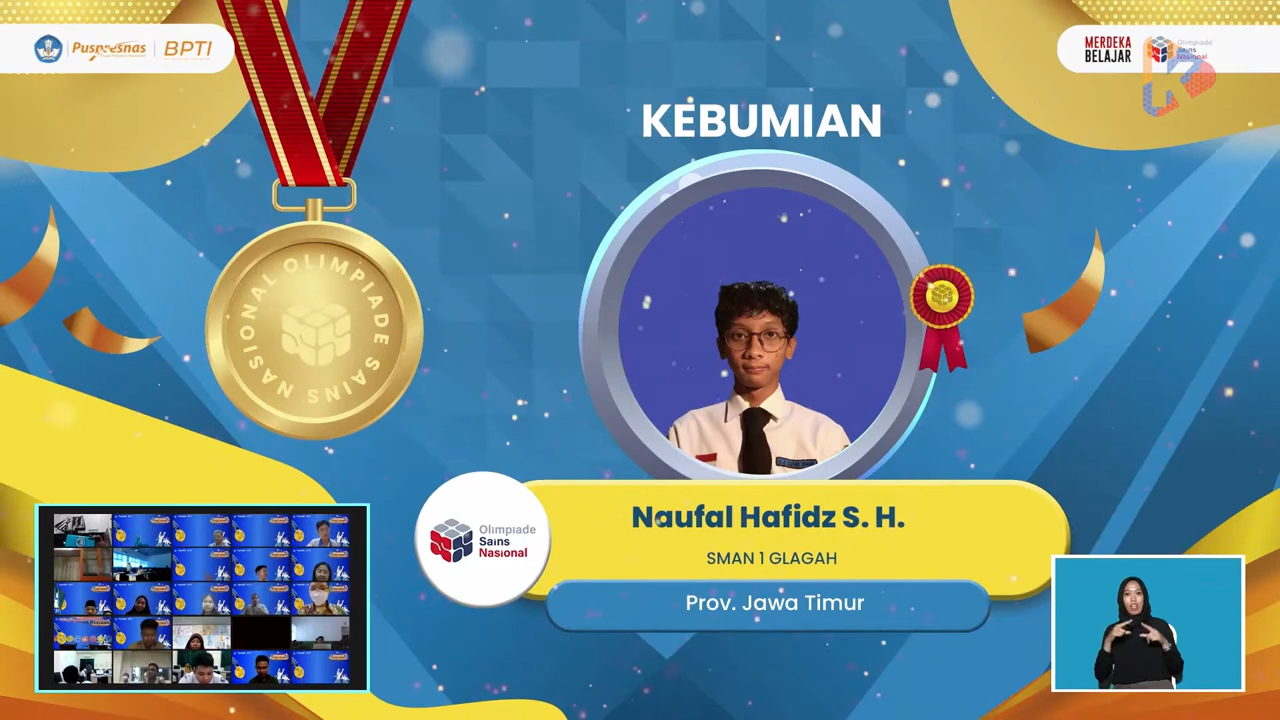 Puspresnas
BPTI
MERDEKA
BELAJAR
Olimpiade
Sains
Nasional
KEBUMIAN
OLIMPIADE SAINS NASIONAL
Naufal Hafidz S. H.
SMAN 1 GLAGAH
Prov. Jawa Timur
Olimpiade
Sains
Nasional